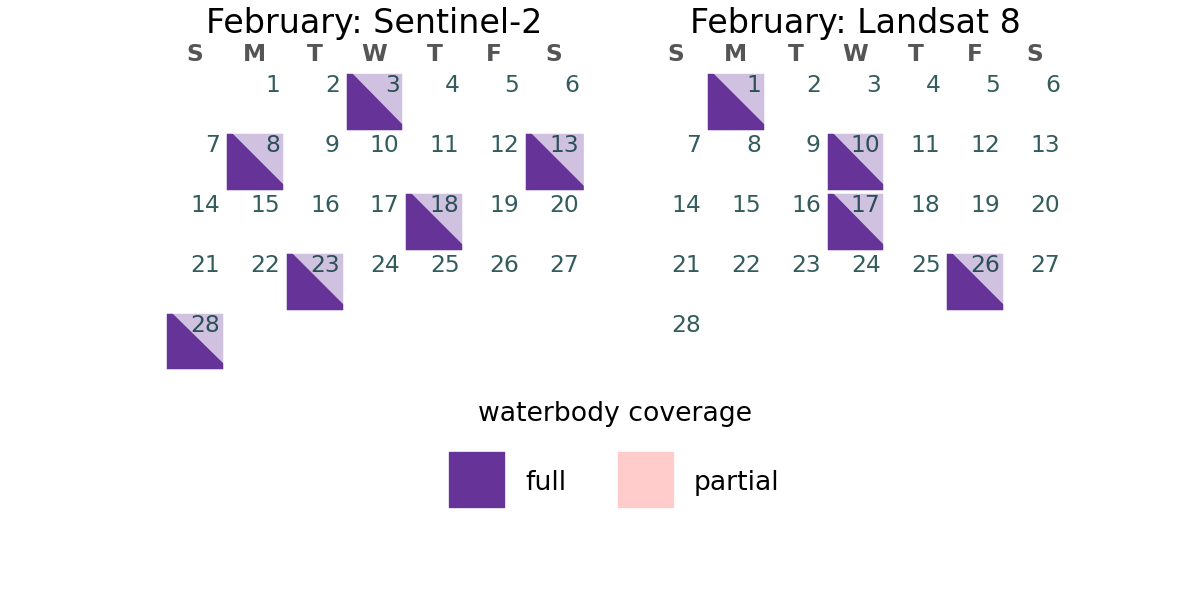 February: Sentinel-2
S M T W T F S
1 2 3 4 5 6
7 8 9 10 11 12 13
14 15 16 17 18 19 20
21 22 23 24 25 26 27
28
February: Landsat 8
S M T W T F S
1 2 3 4 5 6
7 8 9 10 11 12 13
14 15 16 17 18 19 20
21 22 23 24 25 26 27
28
waterbody coverage
full partial